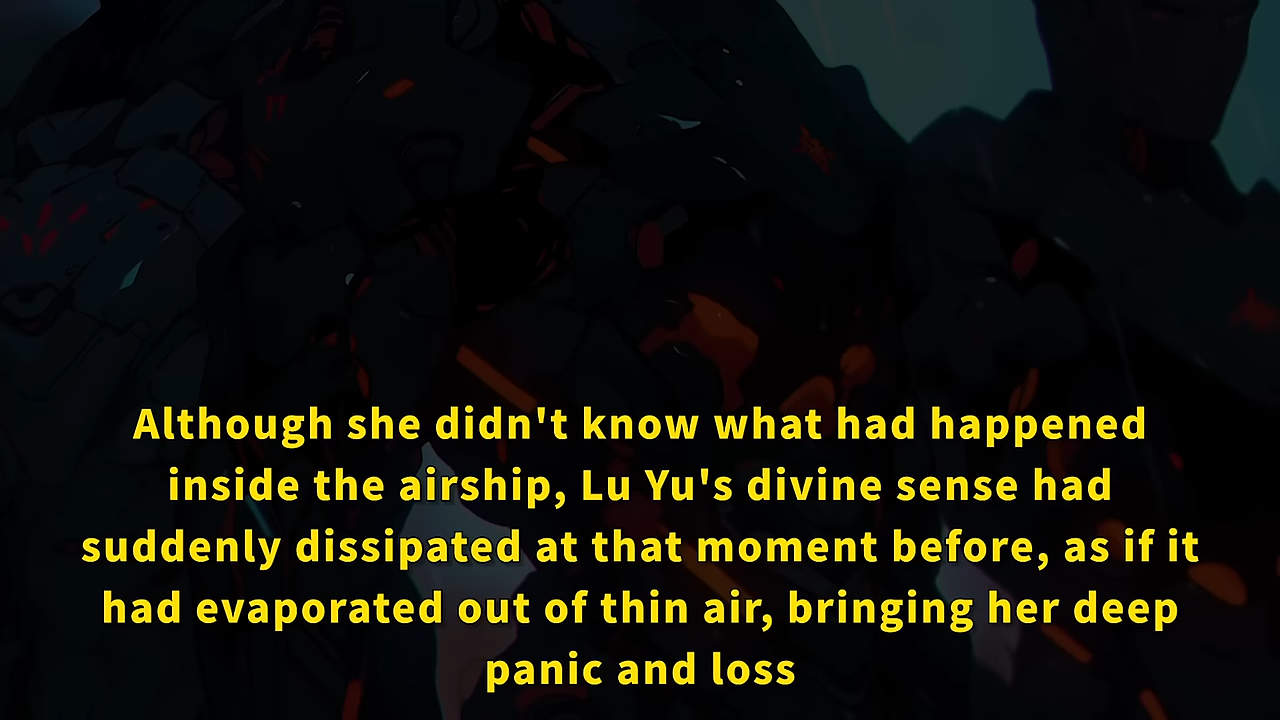 Although she didn't know what had happened
inside the airship, Lu Yu's divine sense had
suddenly dissipated at that moment before, as if it
had evaporated out of thin air, bringing her deep
panic and loss